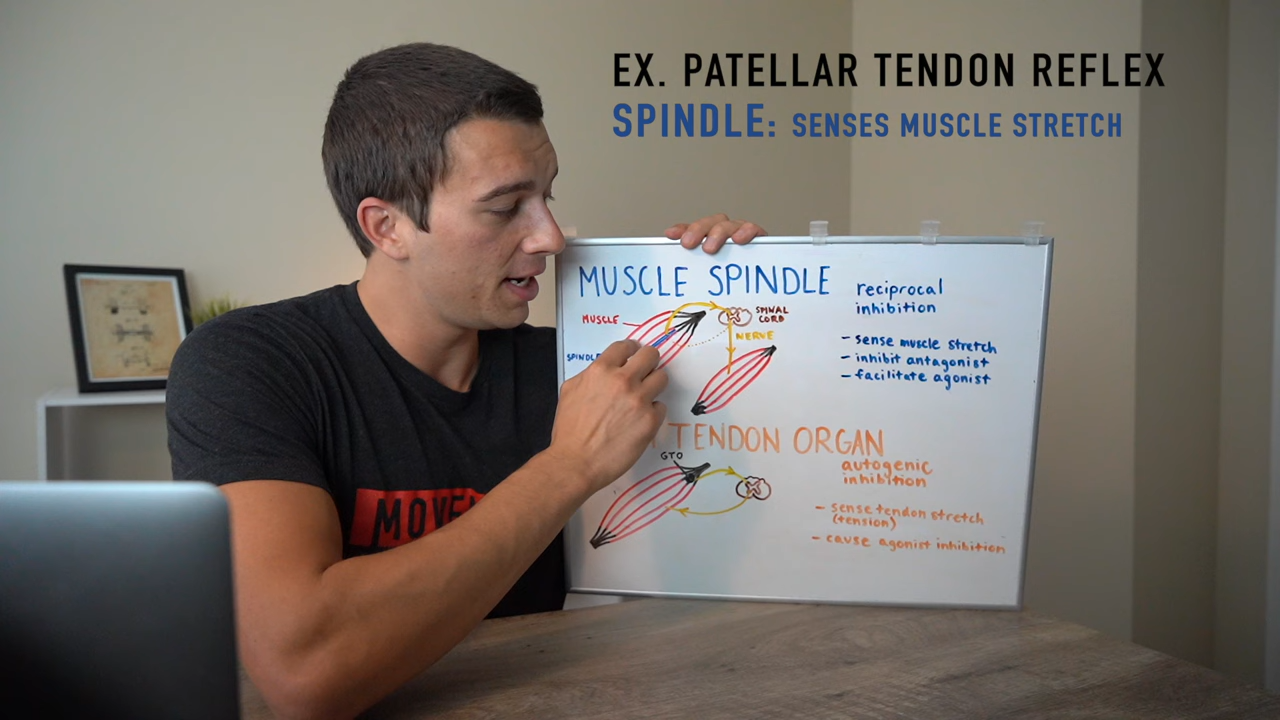 EX. PATELLAR TENDON REFLEX
SPINDLE: SENSES MUSCLE STRETCH
MUSCLE SPINDLE
reciprocal
inhibition
MUSCLE
SPINAL
CORD
NERVE
SPINDLE
- sense muscle stretch
- inhibit antagonist
- facilitate agonist
TENDON ORGAN
GTO
autogenic
inhibition
- sense tendon stretch
(tension)
- cause agonist inhibition